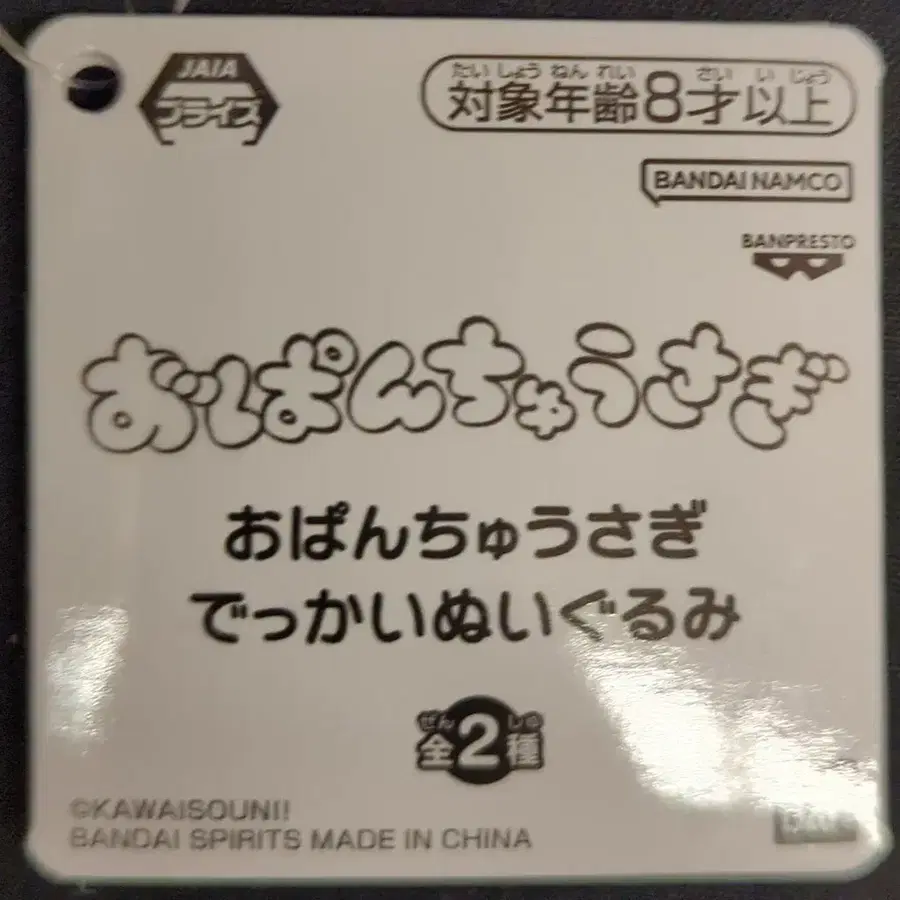 JAIA
プライズ
たいしょうねんれい さい いじょう
対象年齢8才以上
BANDAI NAMCO
BANPRESTO
おぱんちゅうさぎ
おぱんちゅうさぎ
でっかいぬいぐるみ
ぜん しゅ
全2種
©KAWAISOUNI!
BANDAI SPIRITS MADE IN CHINA